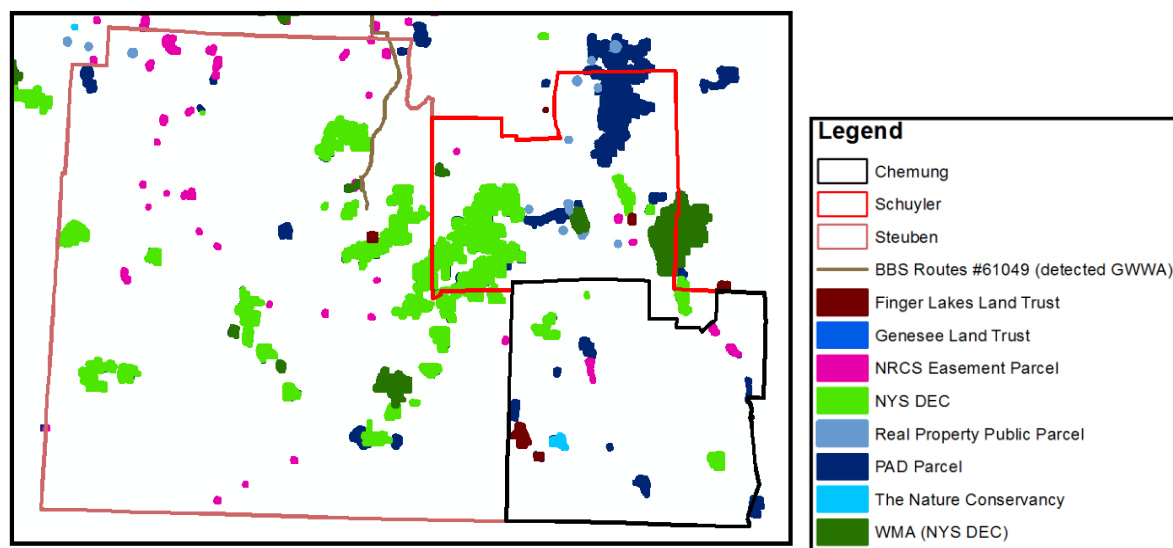 Legend
Chemung
Schuyler
Steuben
BBS Routes #61049 (detected GWWA)
Finger Lakes Land Trust
Genesee Land Trust
NRCS Easement Parcel
NYS DEC
Real Property Public Parcel
PAD Parcel
The Nature Conservancy
WMA (NYS DEC)